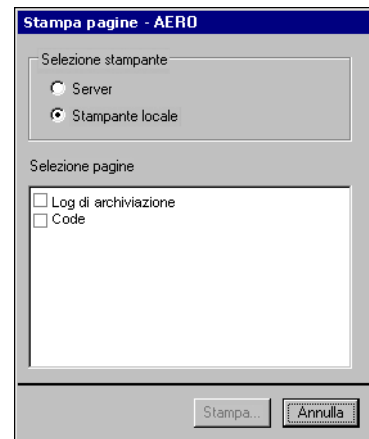 Stampa pagine - AERO
Selezione stampante
Server
Stampante locale
Selezione pagine
Log di archiviazione
Code
Stampa... Annulla